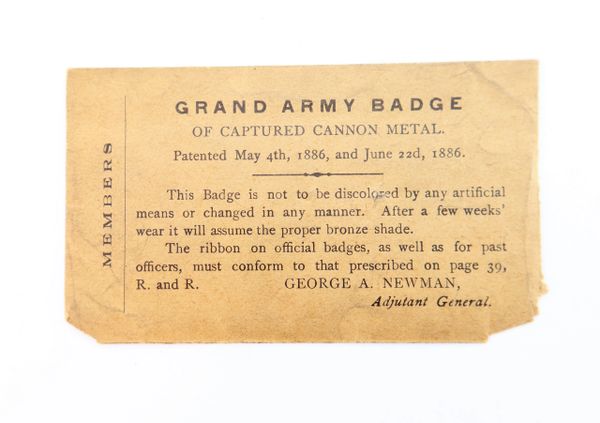 MEMBERS
GRAND ARMY BADGE
OF CAPTURED CANNON METAL.
Patented May 4th, 1886, and June 22d, 1886.
This Badge is not to be discolored by any artificial
means or changed in any manner. After a few weeks'
wear it will assume the proper bronze shade.
The ribbon on official badges, as well as for past
officers, must conform to that prescribed on page 39,
R. and R. GEORGE A. NEWMAN,
Adjutant General.